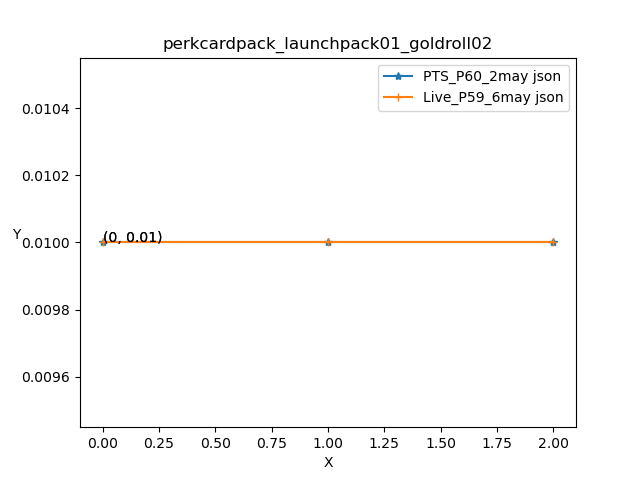 perkcardpack_launchpack01_goldroll02
PTS_P60_2may json
Live_P59_6may json
0.0104
0.0102
(0, 0.01)
Y
0.0100
0.0098
0.0096
0.00 0.25 0.50 0.75 1.00 1.25 1.50 1.75 2.00
X